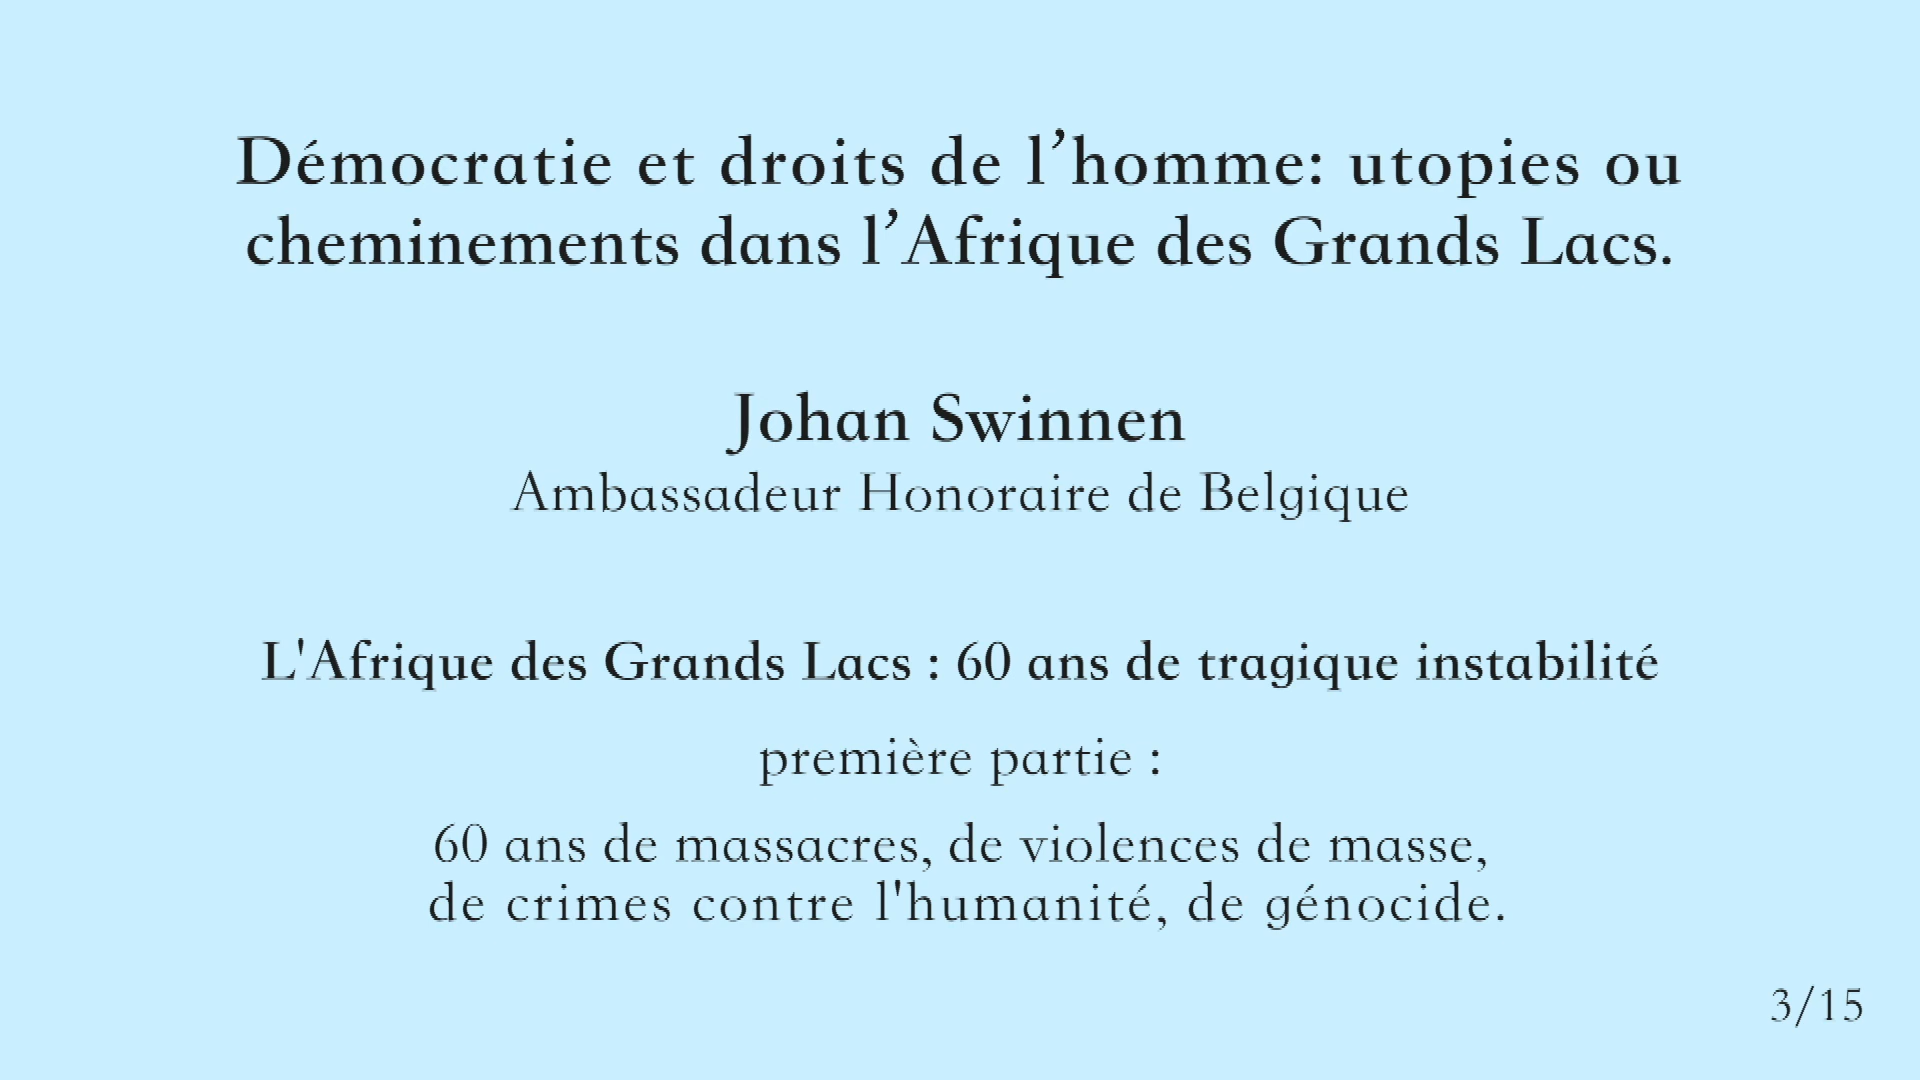 Démocratie et droits de l’homme: utopies ou
cheminements dans l’Afrique des Grands Lacs.
Johan Swinnen
Ambassadeur Honoraire de Belgique
L'Afrique des Grands Lacs : 60 ans de tragique instabilité
première partie :
60 ans de massacres, de violences de masse,
de crimes contre l'humanité, de génocide.
3/15